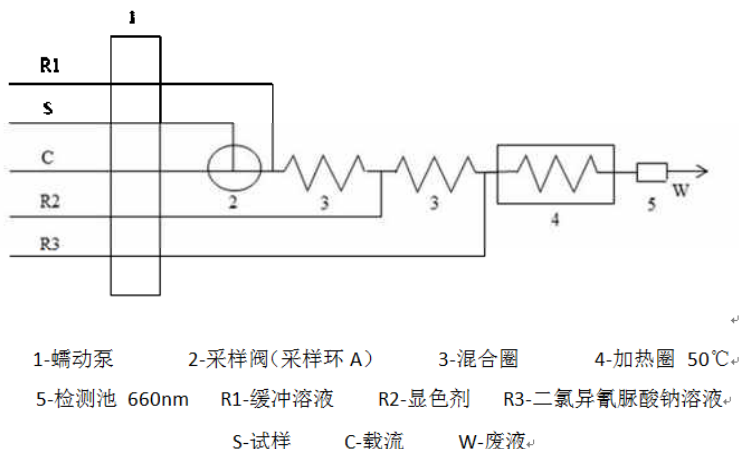 1
R1
S
C
R2
R3
2
3
3
4
5
W
1-蠕动泵 2-采样阀（采样环 A） 3-混合圈 4-加热圈 50℃
5-检测池 660nm R1-缓冲溶液 R2-显色剂 R3-二氯异氰脲酸钠溶液
S-试样 C-载流 W-废液